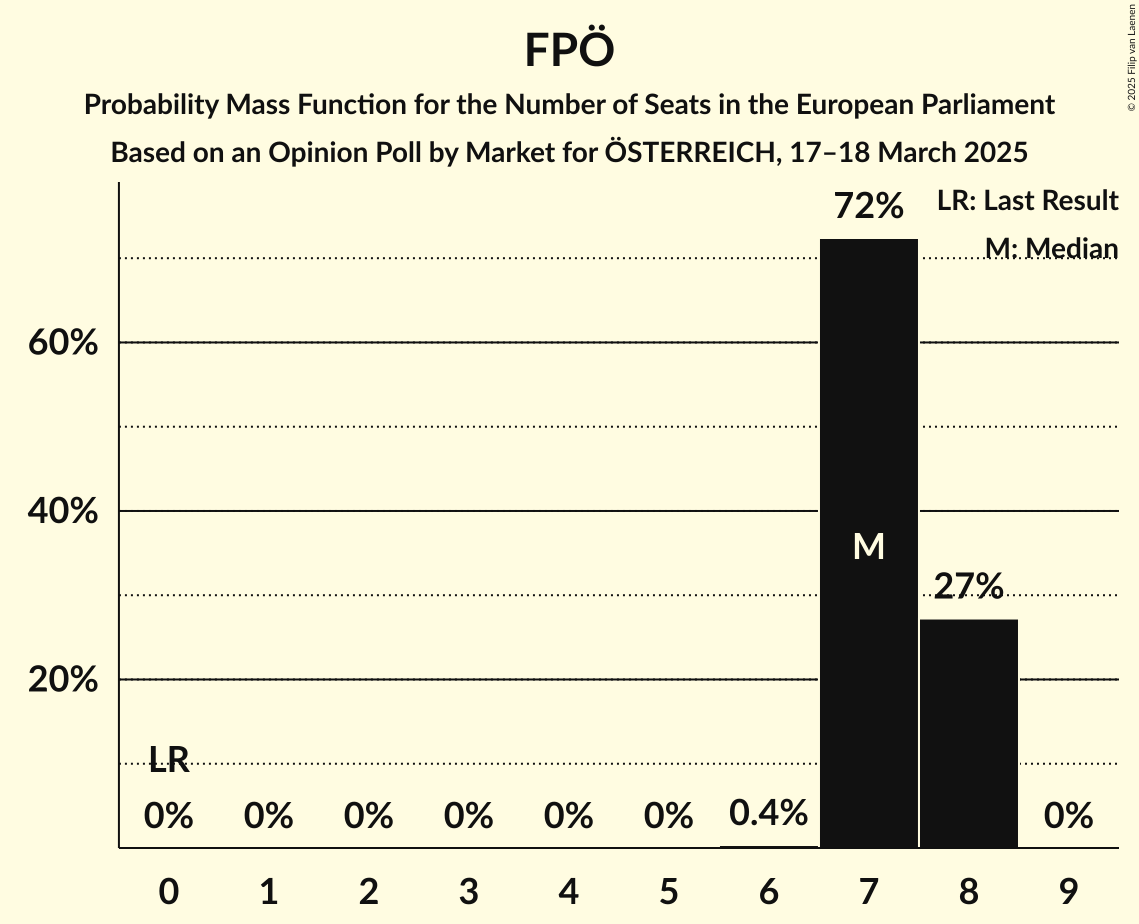 FPÖ
Probability Mass Function for the Number of Seats in the European Parliament
Based on an Opinion Poll by Market for ÖSTERREICH, 17–18 March 2025
© 2025 Filip van Laenen
LR: Last Result
M: Median
72%
60%
M
40%
27%
20%
LR
0% 0% 0% 0% 0% 0% 0.4% 0%
0 1 2 3 4 5 6 7 8 9